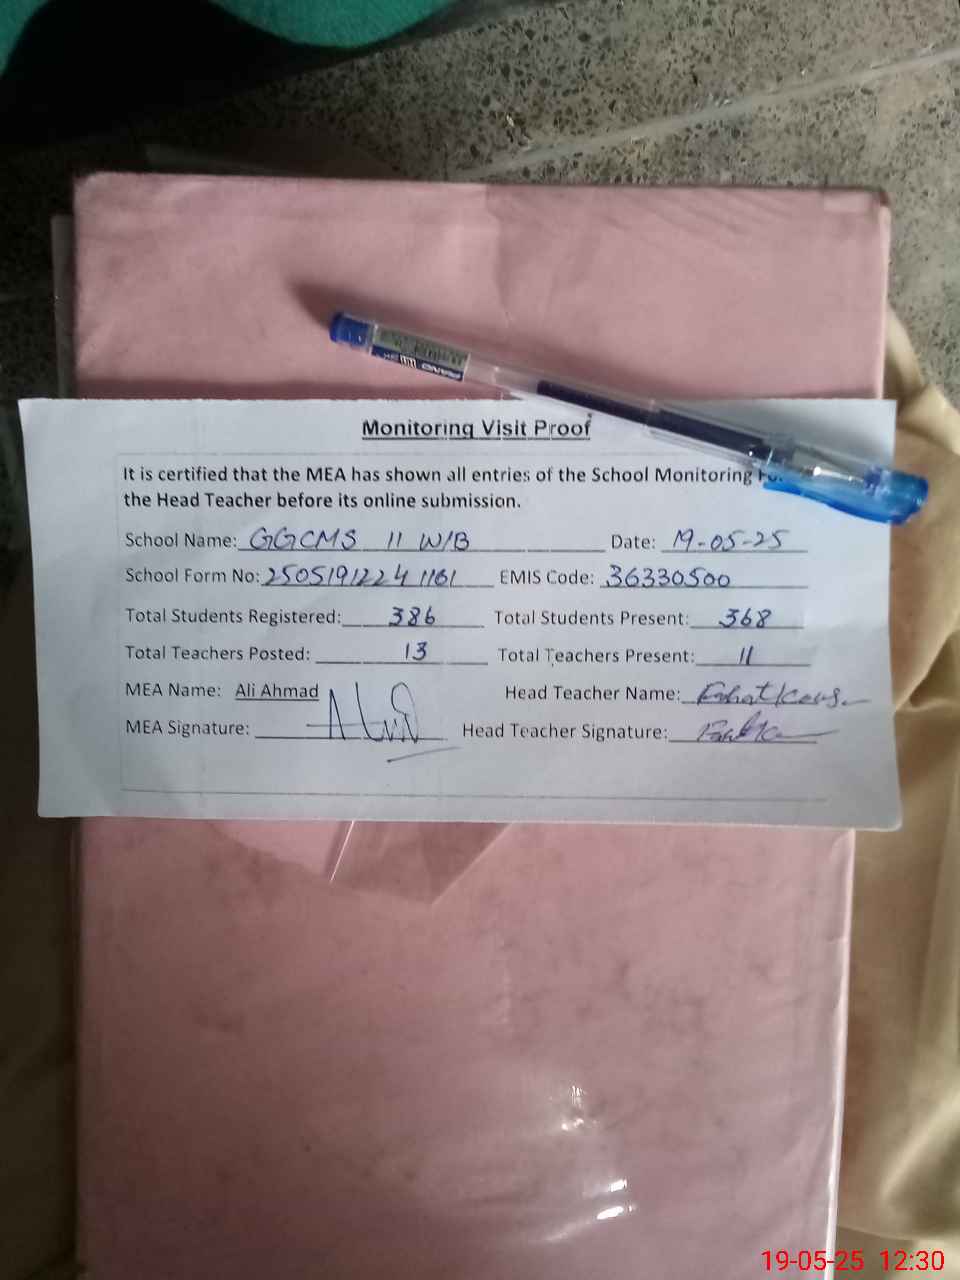 Monitoring Visit Proof
It is certified that the MEA has shown all entries of the School Monitoring
the Head Teacher before its online submission.
School Name: GGCMS 11 W/B Date: 19-05-25
School Form No: 25051912241161 EMIS Code: 36330500
Total Students Registered: 386 Total Students Present: 368
Total Teachers Posted: 13 Total Teachers Present: 11
MEA Name: Ali Ahmad Head Teacher Name:
MEA Signature: Head Teacher Signature:
19-05-25 12:30